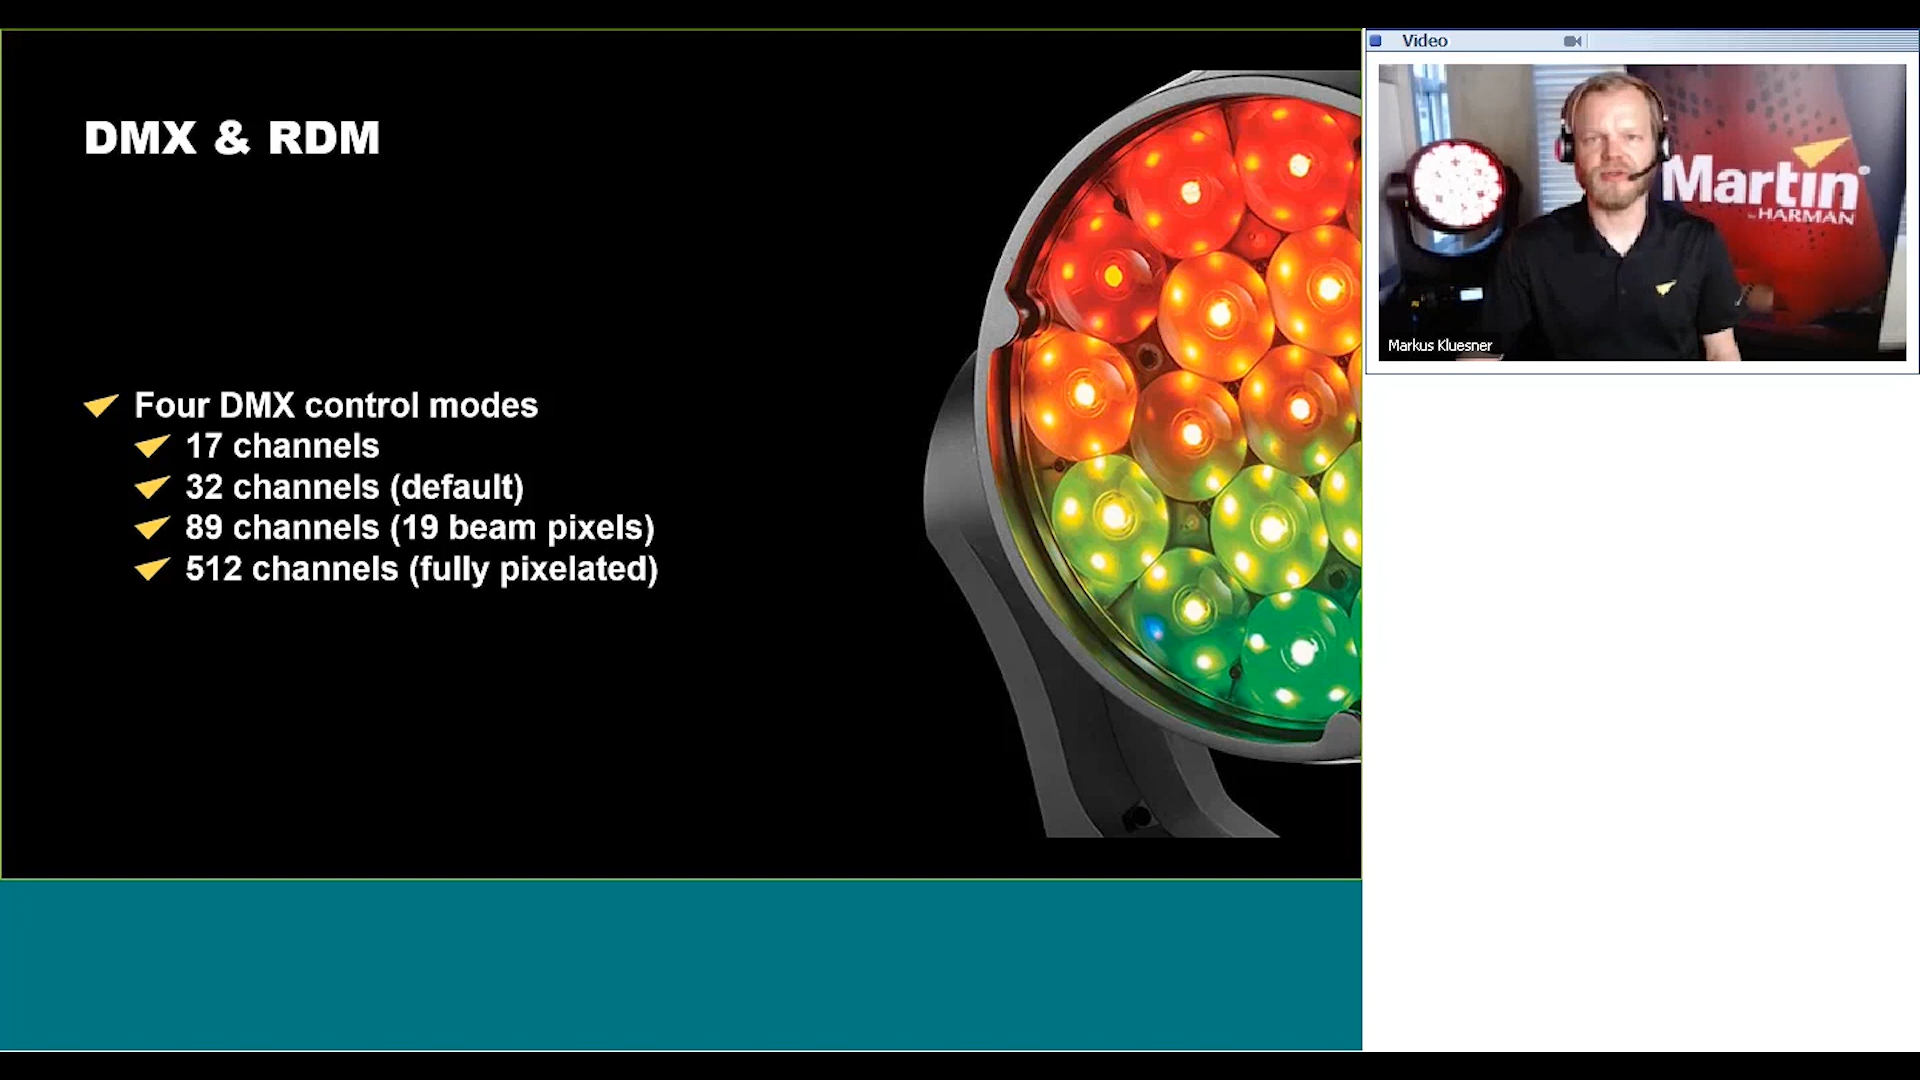 DMX & RDM
Four DMX control modes
17 channels
32 channels (default)
89 channels (19 beam pixels)
512 channels (fully pixelated)
Video
Martin®
by HARMAN
Markus Kluesner